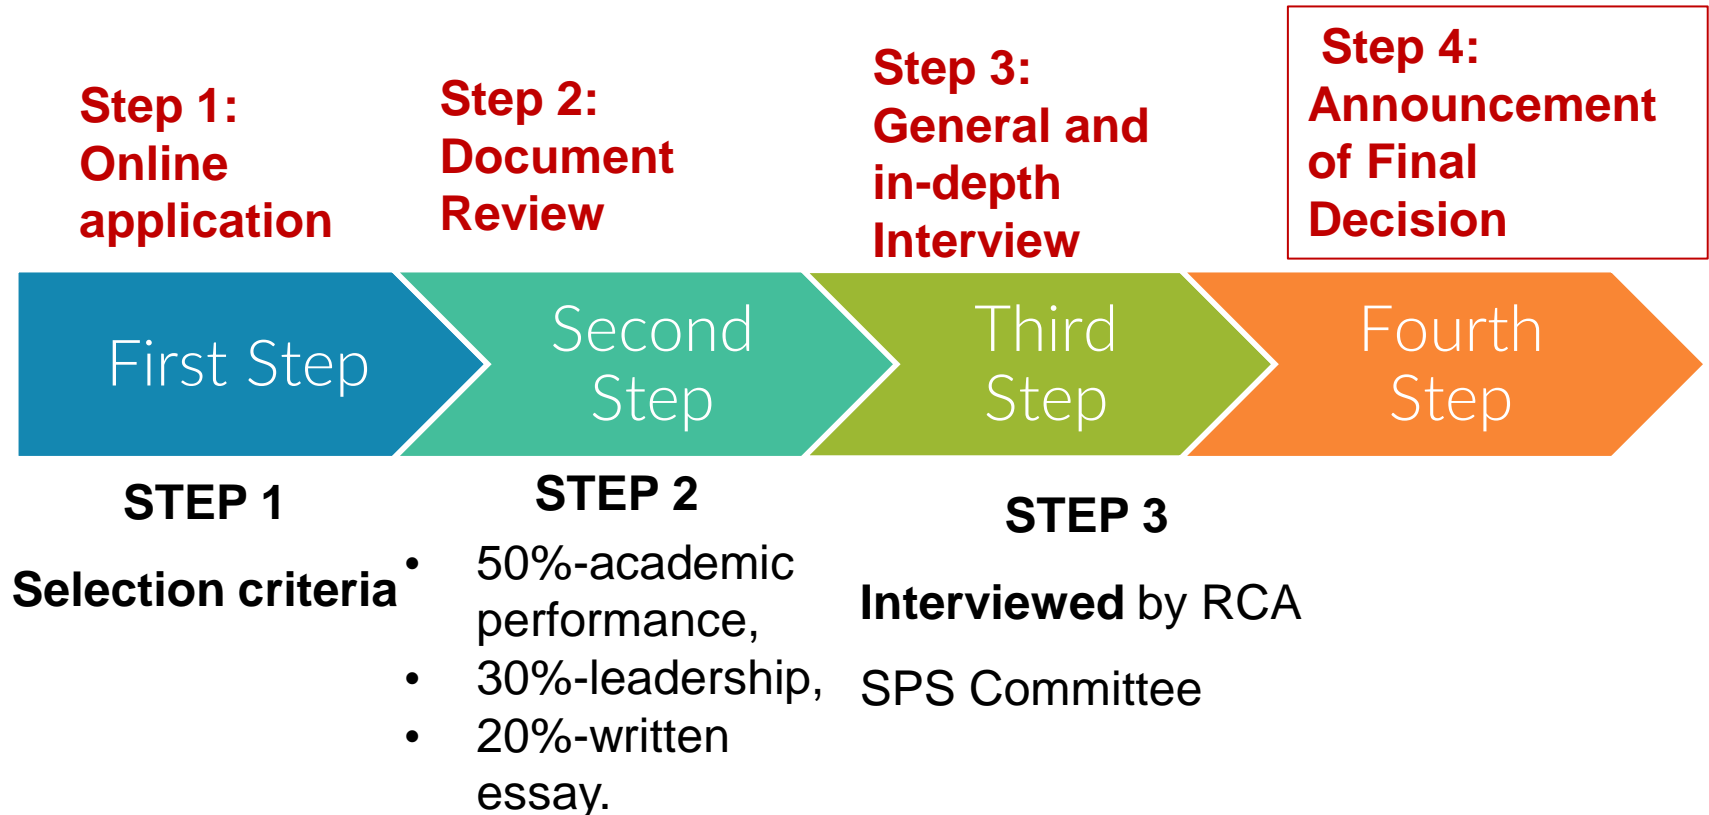 Step 1:
Online
application
Step 2:
Document
Review
Step 3:
General and
in-depth
Interview
Step 4:
Announcement
of Final
Decision
First Step
Second
Step
Third
Step
Fourth
Step
STEP 1
Selection criteria
STEP 2
• 50%-academic
performance,
• 30%-leadership,
• 20%-written
essay.
STEP 3
Interviewed by RCA
SPS Committee